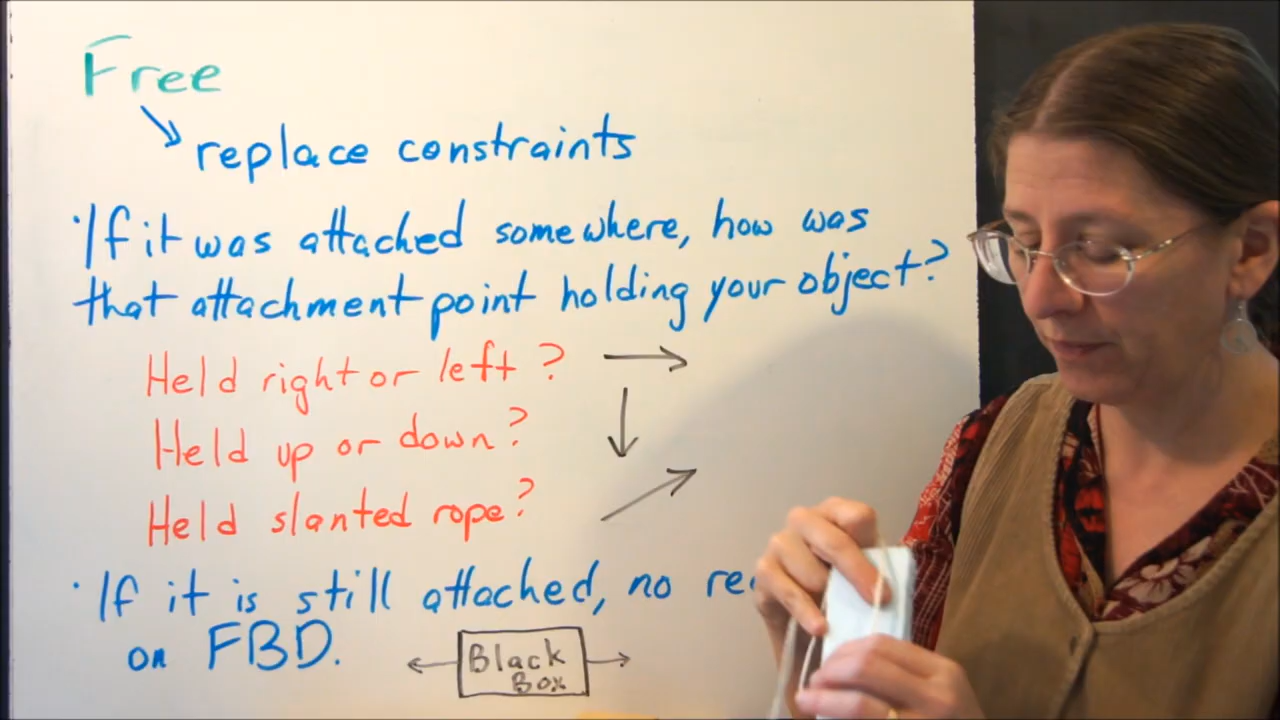 Free
replace constraints
· If it was attached somewhere, how was
that attachment point holding your object?
Held right or left ?
Held up or down?
Held slanted rope?
· If it is still attached, no
on FBD.
Black
Box